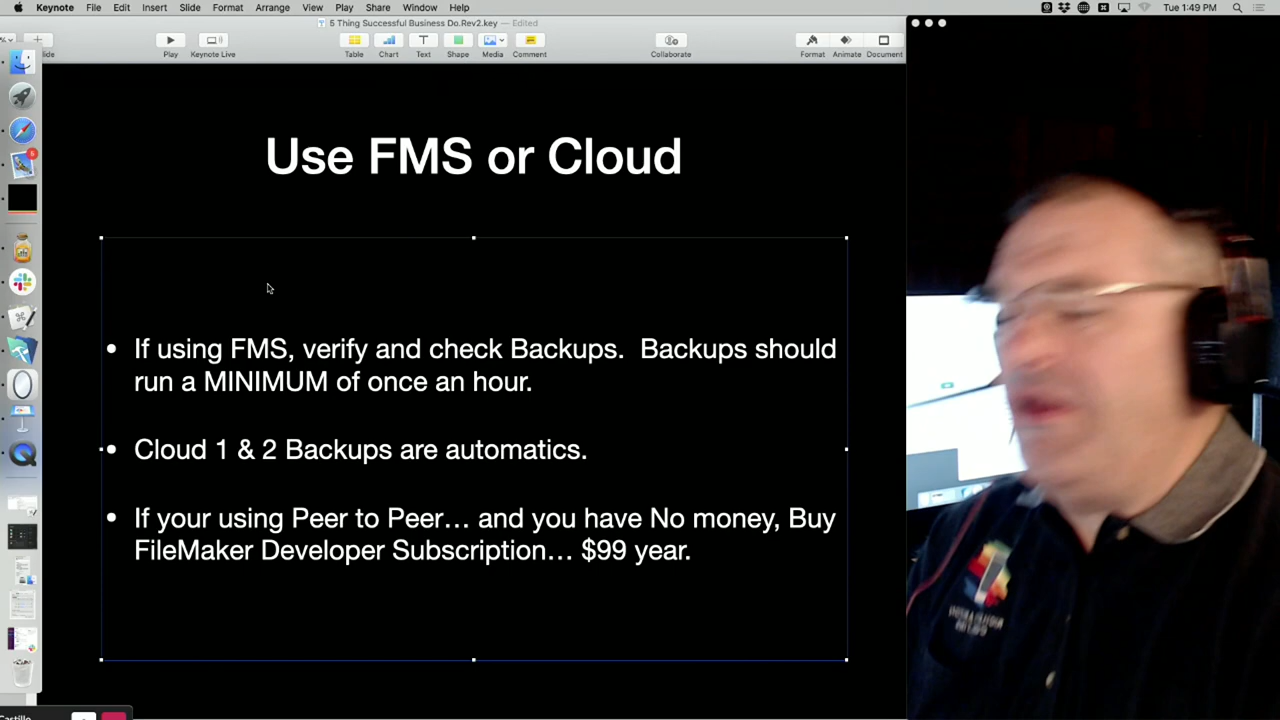 Keynote File Edit Insert Slide Format Arrange View Play Share Window Help Tue 1:49 PM
5 Thing Successful Business Do.Rev2.key — Edited
lide Play Keynote Live Table Chart Text Shape Media Comment Collaborate Format Animate Document
Use FMS or Cloud
• If using FMS, verify and check Backups. Backups should
run a MINIMUM of once an hour.
• Cloud 1 & 2 Backups are automatics.
• If your using Peer to Peer… and you have No money, Buy
FileMaker Developer Subscription… $99 year.
Castillo